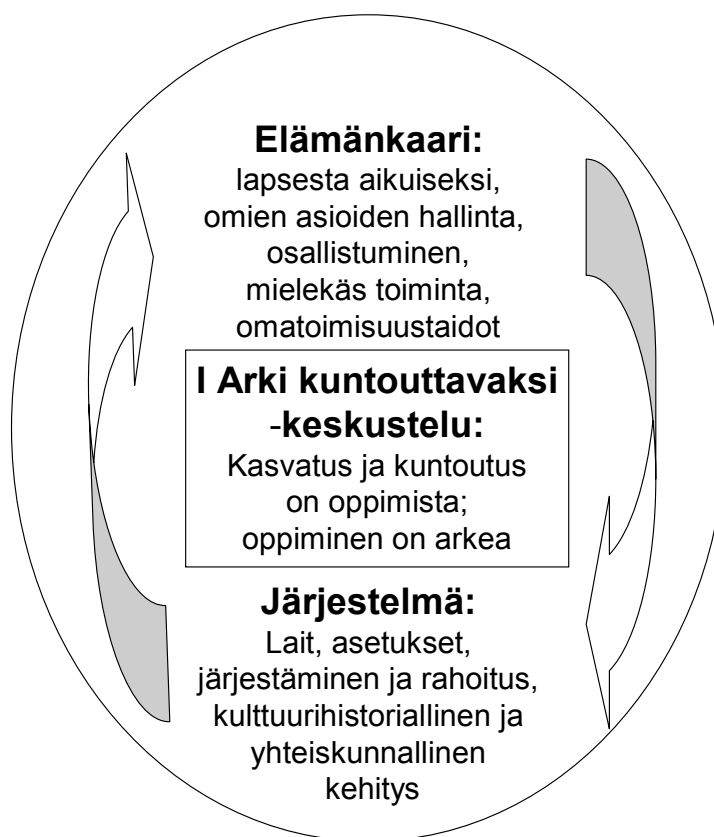 Elämänkaari:
lapsesta aikuiseksi,
omien asioiden hallinta,
osallistuminen,
mielekäs toiminta,
omatoimisuustaidot
I Arki kuntouttavaksi
-keskustelu:
Kasvatus ja kuntoutus
on oppimista;
oppiminen on arkea
Järjestelmä:
Lait, asetukset,
järjestäminen ja rahoitus,
kulttuurihistoriallinen ja
yhteiskunnallinen
kehitys